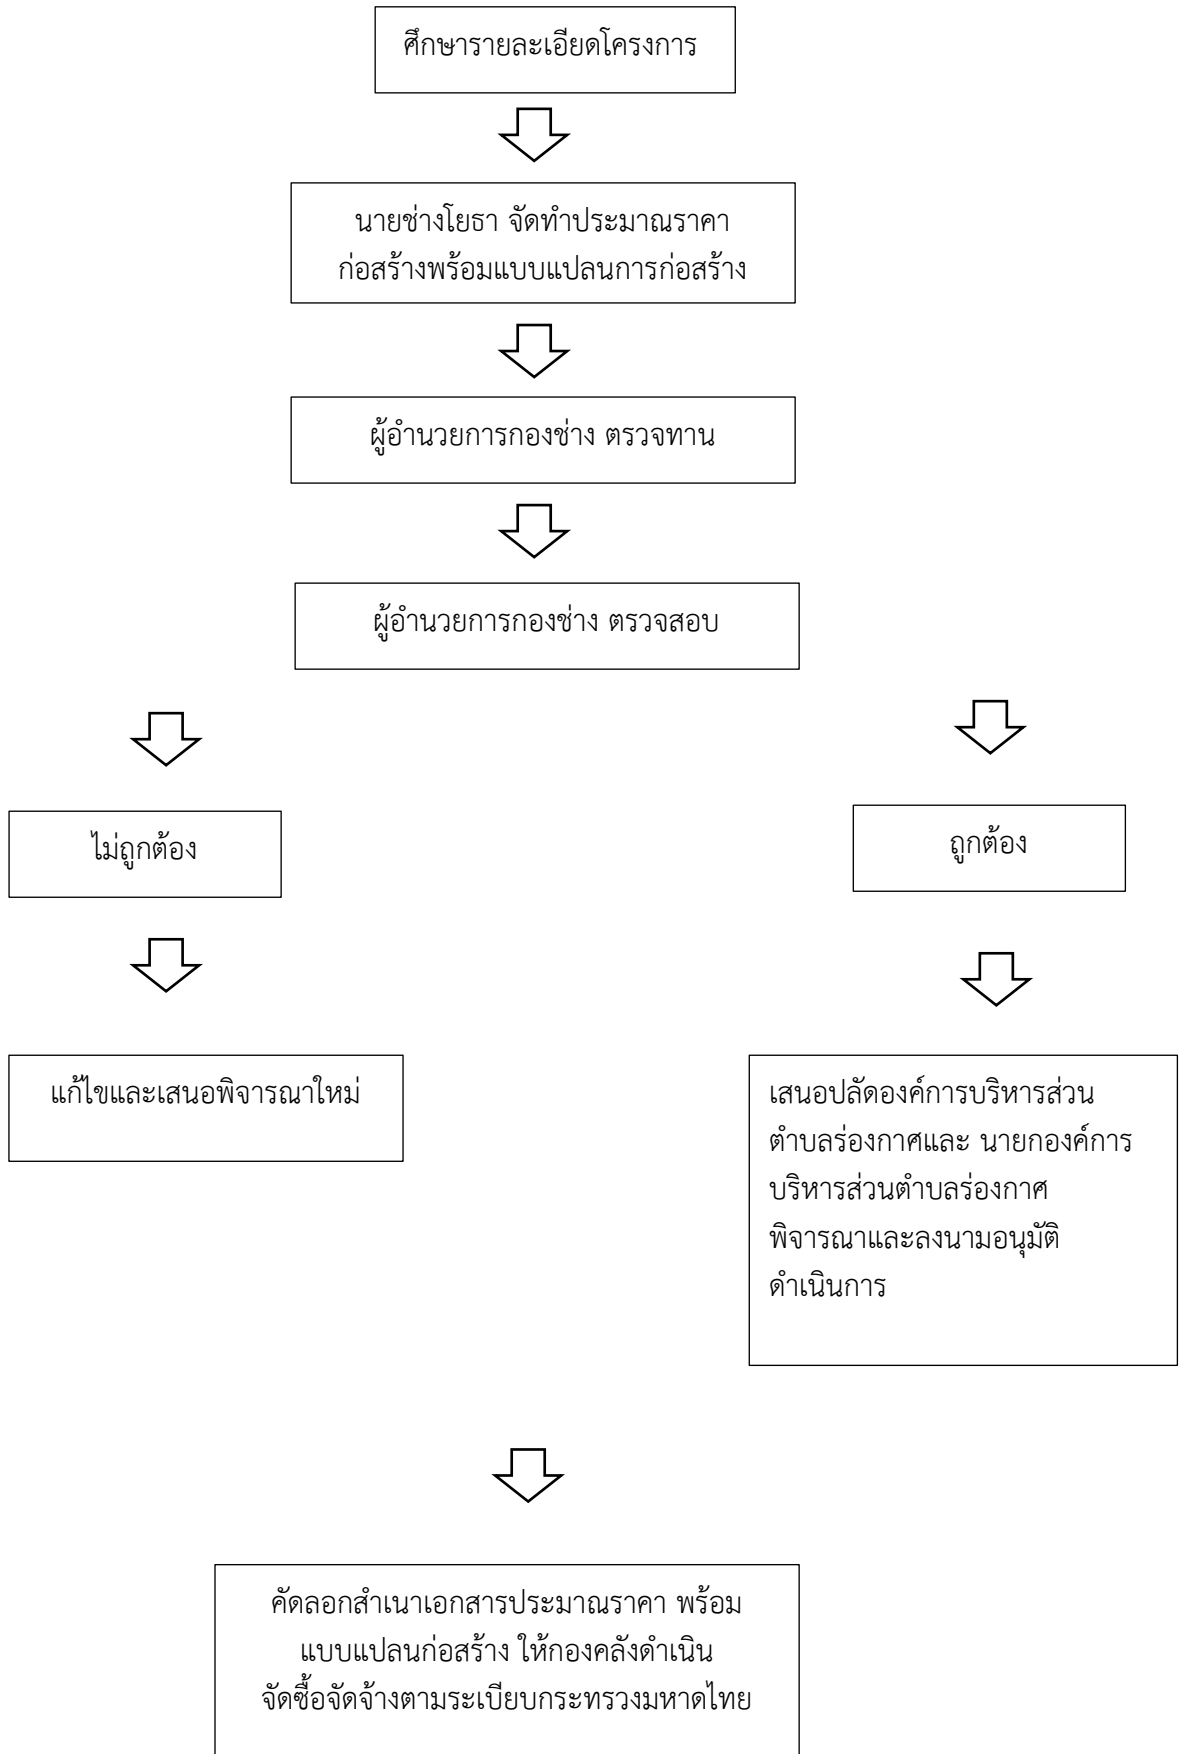 ศึกษารายละเอียดโครงการ
นายช่างโยธา จัดทำประมาณราคา
ก่อสร้างพร้อมแบบแปลนการก่อสร้าง
ผู้อำนวยการกองช่าง ตรวจทาน
ผู้อำนวยการกองช่าง ตรวจสอบ
ไม่ถูกต้อง
ถูกต้อง
แก้ไขและเสนอพิจารณาใหม่
เสนอปลัดองค์การบริหารส่วน
ตำบลร่องกาศและ นายกองค์การ
บริหารส่วนตำบลร่องกาศ
พิจารณาและลงนามอนุมัติ
ดำเนินการ
คัดลอกสำเนาเอกสารประมาณราคา พร้อม
แบบแปลนก่อสร้าง ให้กองคลังดำเนิน
จัดซื้อจัดจ้างตามระเบียบกระทรวงมหาดไทย